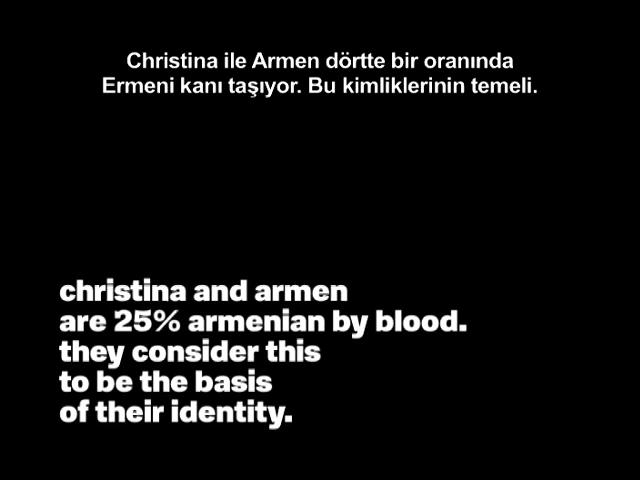 Christina ile Armen dörtte bir oranında
Ermeni kanı taşıyor. Bu kimliklerinin temeli.
christina and armen
are 25% armenian by blood.
they consider this
to be the basis
of their identity.